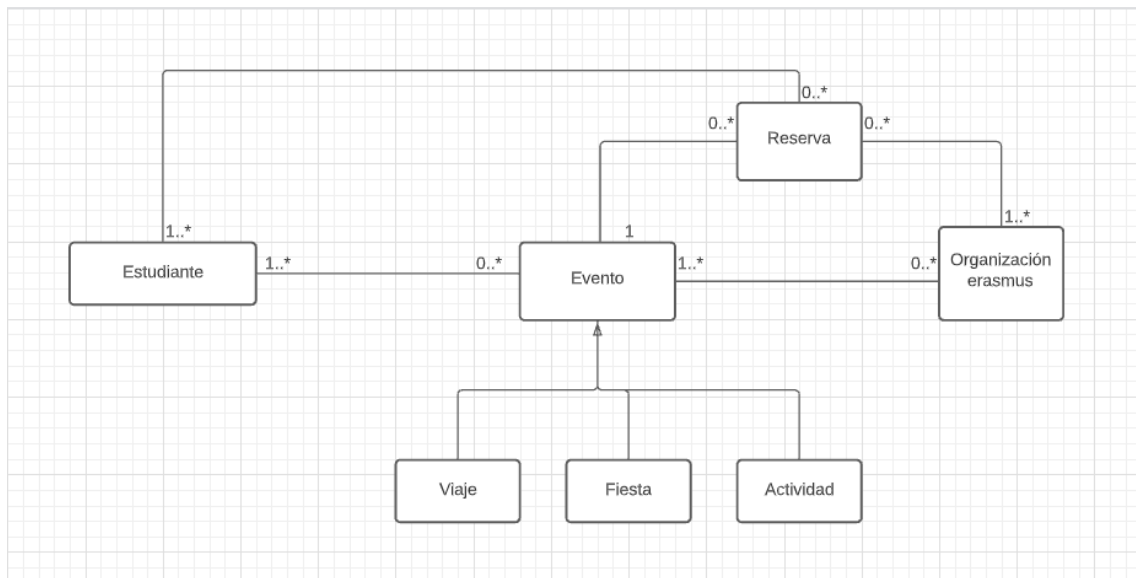 0..*
0..*
Reserva
0..*
1..*
1
1..*
Estudiante
1..*
0..*
Evento
1..*
0..*
Organización
erasmus
Viaje
Fiesta
Actividad